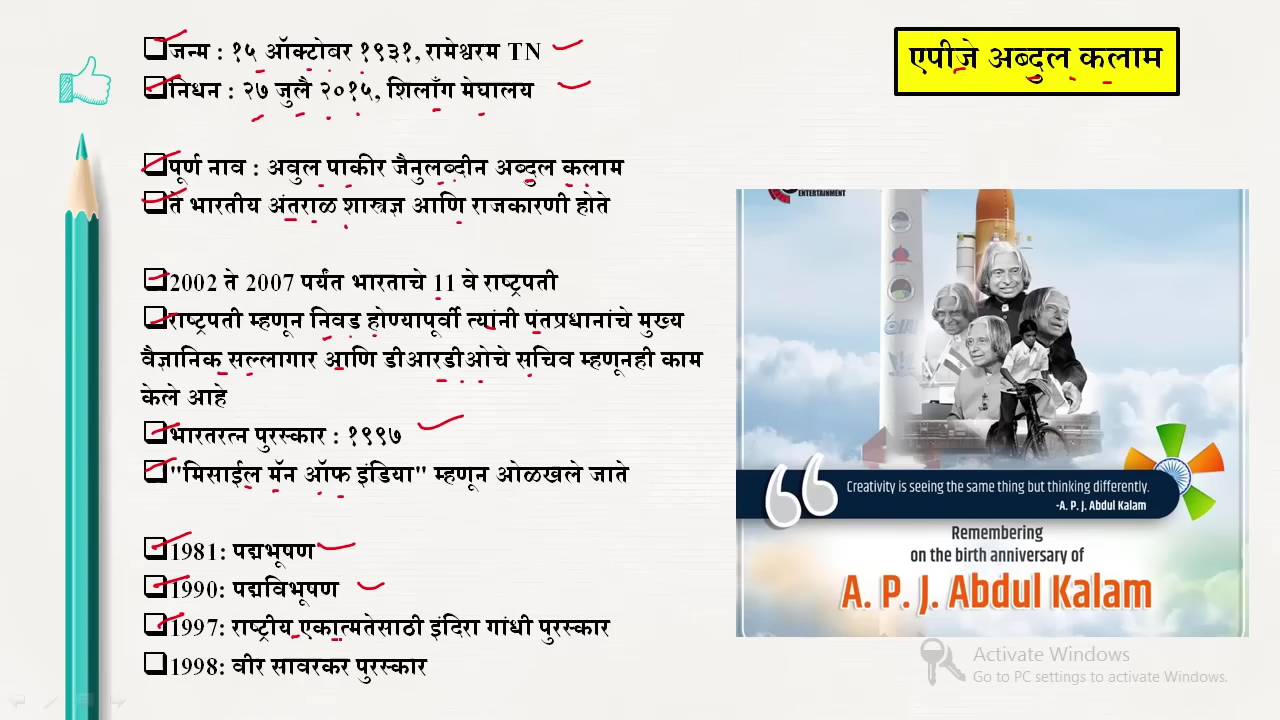 एपीजे अब्दुल कलाम
जन्म : १५ ऑक्टोबर १९३१, रामेश्वरम TN
निधन : २७ जुलै २०१५, शिलाँग मेघालय
पूर्ण नाव : अवुल पाकीर जैनुलब्दीन अब्दुल कलाम
ते भारतीय अंतराळ शास्त्रज्ञ आणि राजकारणी होते
2002 ते 2007 पर्यंत भारताचे 11 वे राष्ट्रपती
राष्ट्रपती म्हणून निवड होण्यापूर्वी त्यांनी पंतप्रधानांचे मुख्य
वैज्ञानिक सल्लागार आणि डीआरडीओचे सचिव म्हणूनही काम
केले आहे
भारतरत्न पुरस्कार : १९९७
"मिसाईल मॅन ऑफ इंडिया" म्हणून ओळखले जाते
1981: पद्मभूषण
1990: पद्मविभूषण
1997: राष्ट्रीय एकात्मतेसाठी इंदिरा गांधी पुरस्कार
1998: वीर सावरकर पुरस्कार
ENTERTAINMENT
Creativity is seeing the same thing but thinking differently.
-A. P. J. Abdul Kalam
Remembering
on the birth anniversary of
A. P. J. Abdul Kalam
Activate Windows
Go to PC settings to activate Windows.